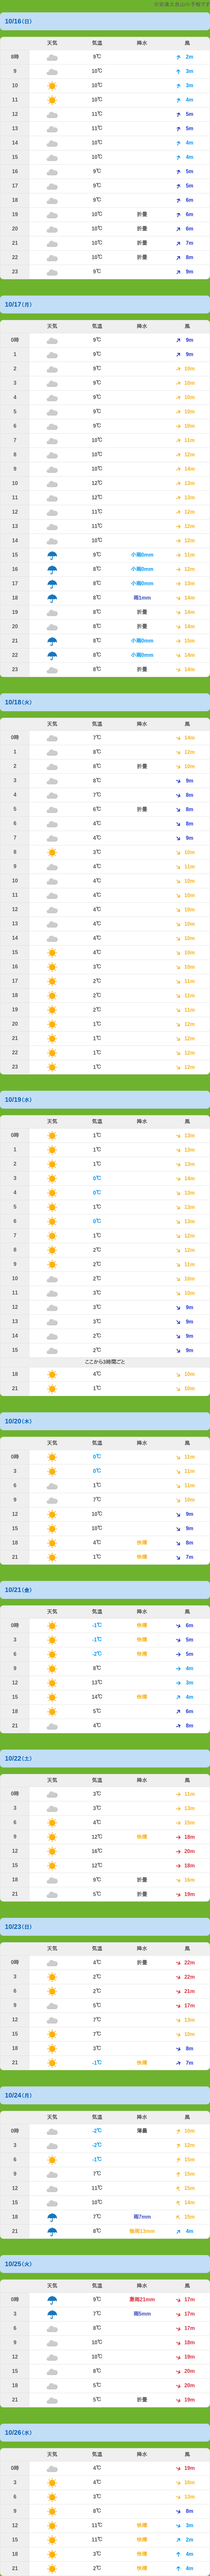 ※安達太良山の予報です
10/16(日)
天気 気温 降水 風
8時 9℃ 2m
9 10℃ 3m
10 10℃ 3m
11 10℃ 4m
12 11℃ 5m
13 11℃ 5m
14 10℃ 4m
15 10℃ 4m
16 9℃ 5m
17 9℃ 5m
18 9℃ 6m
19 10℃ 折曇 6m
20 10℃ 折曇 6m
21 10℃ 折曇 7m
22 10℃ 折曇 8m
23 9℃ 9m
10/17(月)
天気 気温 降水 風
0時 9℃ 9m
1 9℃ 9m
2 9℃ 10m
3 9℃ 10m
4 9℃ 10m
5 9℃ 10m
6 9℃ 10m
7 10℃ 11m
8 10℃ 12m
9 10℃ 14m
10 12℃ 13m
11 12℃ 13m
12 11℃ 12m
13 11℃ 12m
14 10℃ 12m
15 9℃ 小雨0mm 11m
16 8℃ 小雨0mm 12m
17 8℃ 小雨0mm 13m
18 8℃ 雨1mm 14m
19 8℃ 折曇 14m
20 8℃ 折曇 14m
21 8℃ 小雨0mm 15m
22 8℃ 小雨0mm 14m
23 8℃ 折曇 14m
10/18(火)
天気 気温 降水 風
0時 7℃ 14m
1 8℃ 12m
2 8℃ 折曇 10m
3 8℃ 9m
4 7℃ 8m
5 6℃ 折曇 8m
6 4℃ 8m
7 4℃ 9m
8 3℃ 10m
9 4℃ 11m
10 4℃ 10m
11 4℃ 10m
12 4℃ 10m
13 4℃ 10m
14 4℃ 10m
15 4℃ 10m
16 3℃ 10m
17 2℃ 11m
18 2℃ 11m
19 2℃ 11m
20 1℃ 12m
21 1℃ 12m
22 1℃ 12m
23 1℃ 12m
10/19(水)
天気 気温 降水 風
0時 1℃ 13m
1 1℃ 13m
2 1℃ 13m
3 0℃ 14m
4 0℃ 13m
5 1℃ 13m
6 0℃ 13m
7 1℃ 12m
8 2℃ 12m
9 2℃ 11m
10 2℃ 10m
11 3℃ 10m
12 3℃ 9m
13 3℃ 9m
14 2℃ 9m
15 2℃ 9m
ここから3時間ごと
18 4℃ 10m
21 1℃ 10m
10/20(木)
天気 気温 降水 風
0時 0℃ 11m
3 0℃ 11m
6 1℃ 11m
9 7℃ 10m
12 10℃ 9m
15 10℃ 9m
18 4℃ 快晴 8m
21 1℃ 快晴 7m
10/21(金)
天気 気温 降水 風
0時 -1℃ 快晴 6m
3 -1℃ 快晴 5m
6 -2℃ 快晴 5m
9 8℃ 4m
12 13℃ 3m
15 14℃ 快晴 4m
18 5℃ 6m
21 4℃ 8m
10/22(土)
天気 気温 降水 風
0時 3℃ 11m
3 3℃ 13m
6 4℃ 15m
9 12℃ 快晴 18m
12 16℃ 20m
15 12℃ 18m
18 9℃ 折曇 16m
21 5℃ 折曇 19m
10/23(日)
天気 気温 降水 風
0時 4℃ 折曇 22m
3 2℃ 22m
6 2℃ 21m
9 5℃ 17m
12 7℃ 13m
15 7℃ 10m
18 3℃ 8m
21 -1℃ 快晴 7m
10/24(月)
天気 気温 降水 風
0時 -2℃ 薄曇 10m
3 -2℃ 12m
6 -1℃ 15m
9 7℃ 15m
12 11℃ 15m
15 10℃ 14m
18 7℃ 雨7mm 15m
21 8℃ 強雨13mm 4m
10/25(火)
天気 気温 降水 風
0時 9℃ 豪雨21mm 17m
3 7℃ 雨5mm 17m
6 8℃ 17m
9 10℃ 18m
12 10℃ 19m
15 8℃ 20m
18 5℃ 20m
21 5℃ 折曇 19m
10/26(水)
天気 気温 降水 風
0時 4℃ 19m
3 4℃ 16m
6 3℃ 13m
9 8℃ 8m
12 11℃ 快晴 3m
15 11℃ 快晴 2m
18 3℃ 快晴 4m
21 2℃ 快晴 4m